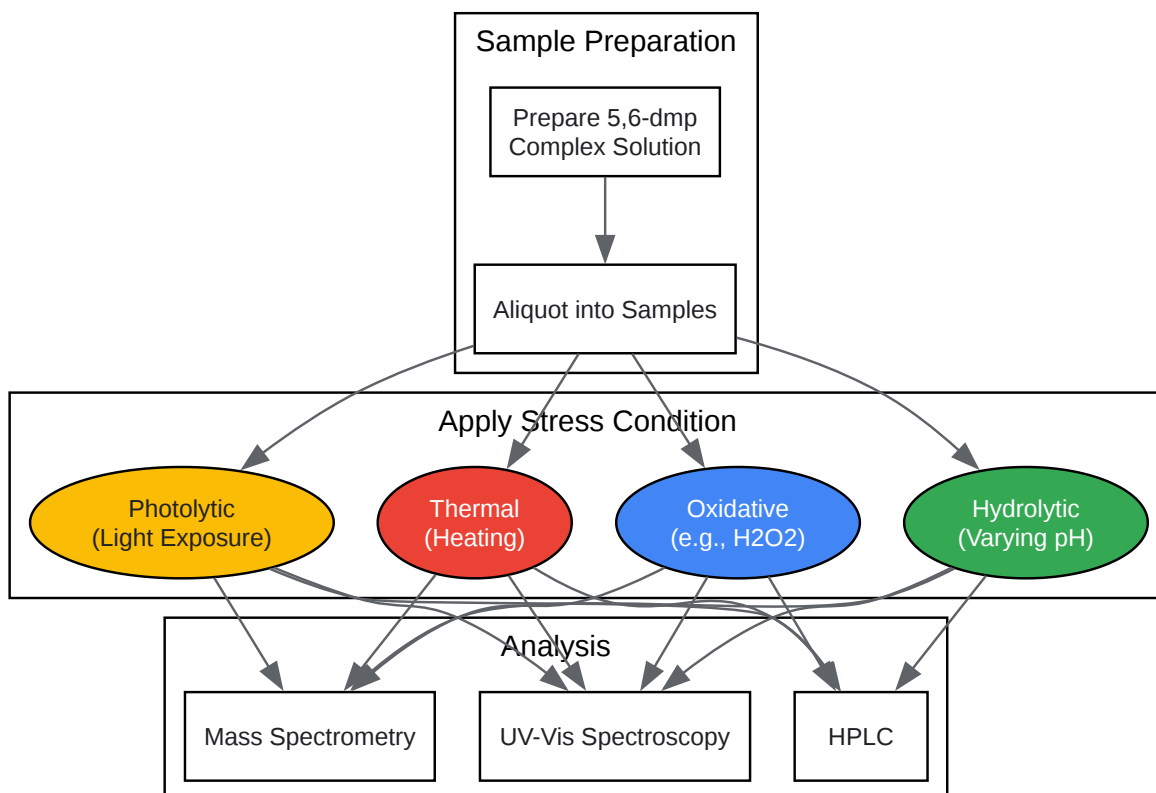 Sample Preparation
Prepare 5,6-dmp
Complex Solution
Aliquot into Samples
Apply Stress Condition
Photolytic
(Light Exposure)
Thermal
(Heating)
Oxidative
(e.g., H2O2)
Hydrolytic
(Varying pH)
Analysis
Mass Spectrometry
UV-Vis Spectroscopy
HPLC